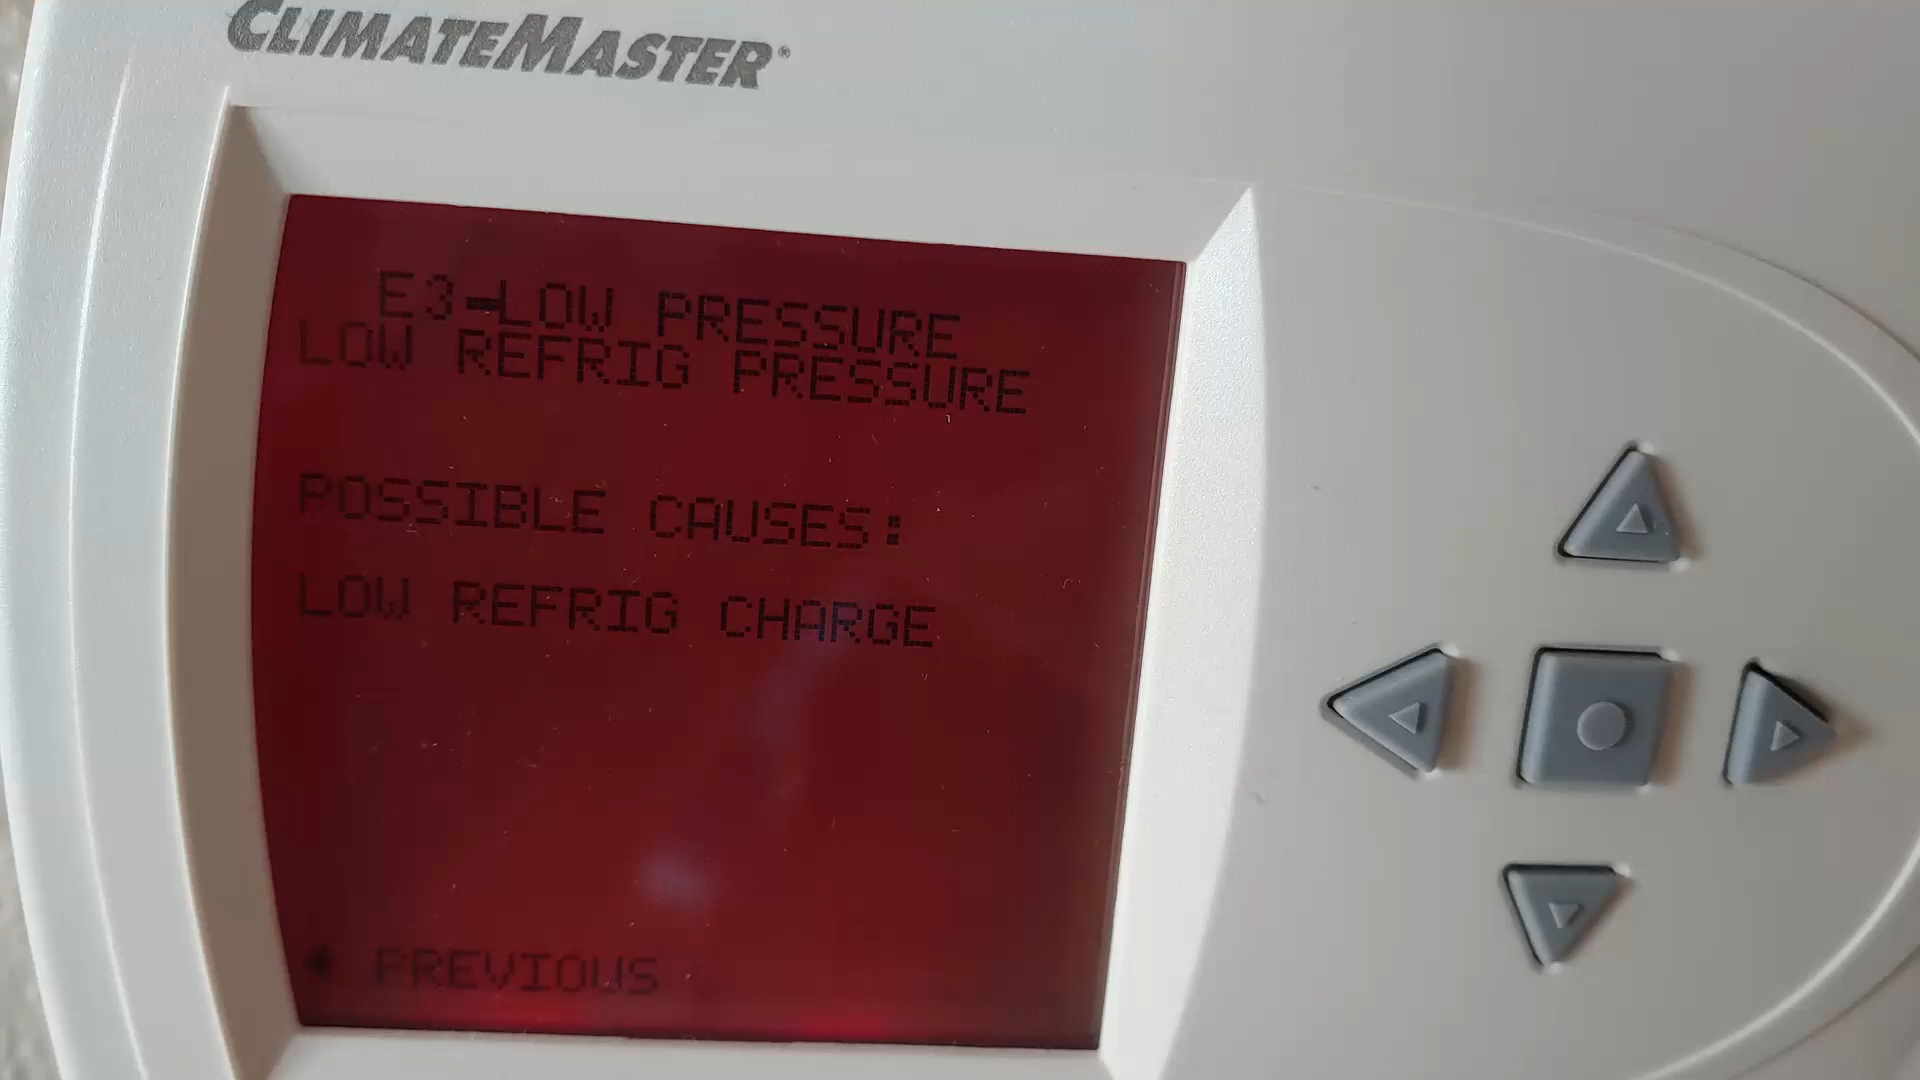 CLIMATEMASTER
E3-LOW PRESSURE
LOW REFRIG PRESSURE
POSSIBLE CAUSES:
LOW REFRIG CHARGE
◀ PREVIOUS